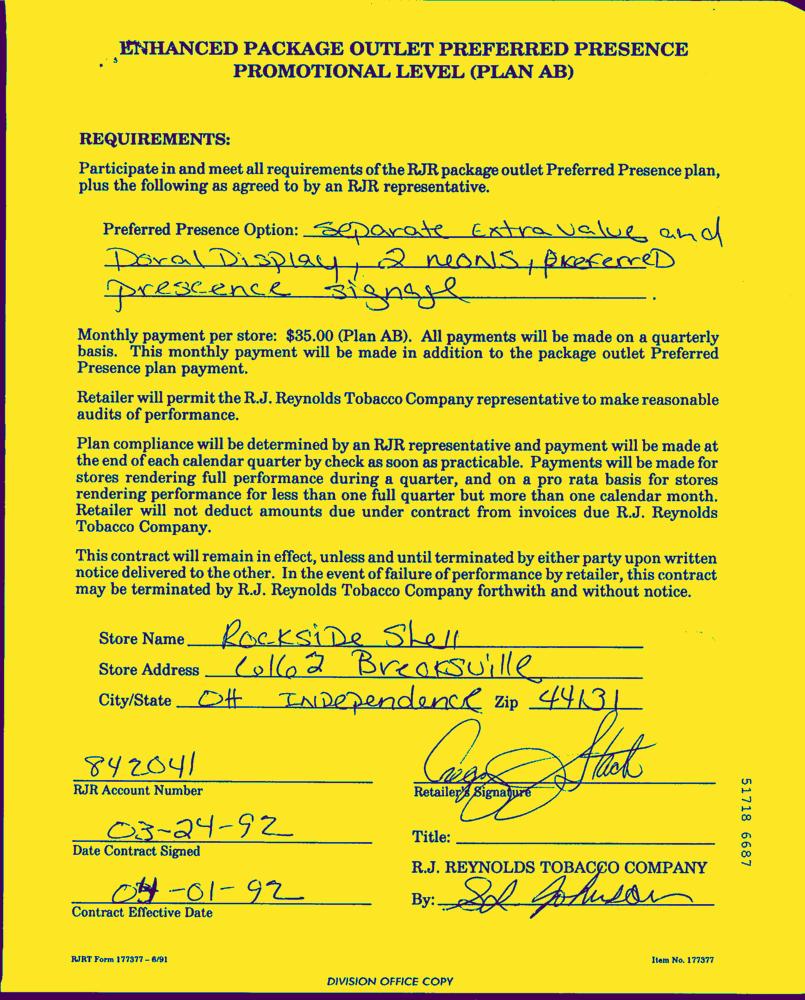 ENHANCED PACKAGE OUTLET PREFERRED PRESENCE
PROMOTIONAL LEVEL (PLAN AB)
REQUIREMENTS:
Participate in and meet all requirements of the RJR package outlet Preferred Presence plan,
plus the following as agreed to by an RJR representative.
Preferred Presence Option: Separate Extra Value and
Doral Display, 2 neons, preferred
prescence signage.
Monthly payment per store: $35.00 (Plan AB). All payments will be made on a quarterly
basis. This monthly payment will be made in addition to the package outlet Preferred
Presence plan payment.
Retailer will permit the R.J. Reynolds Tobacco Company representative to make reasonable
audits of performance.
Plan compliance will be determined by an RJR representative and payment will be made at
the end of each calendar quarter by check as soon as practicable. Payments will be made for
stores rendering full performance during a quarter, and on a pro rata basis for stores
rendering performance for less than one full quarter but more than one calendar month.
Retailer will not deduct amounts due under contract from invoices due R.J. Reynolds
Tobacco Company.
This contract will remain in effect, unless and until terminated by either party upon written
notice delivered to the other. In the event of failure of performance by retailer, this contract
may be terminated by R.J. Reynolds Tobacco Company forthwith and without notice.
Store Name Rockside Shell
Store Address Brecksville
City/State OH Independence Zip 44131
842041
RJR Account Number
Retailer's Signature
03-24-92
Date Contract Signed
Title:
R.J. REYNOLDS TOBACCO COMPANY
04-01-92
Contract Effective Date
By: Johnson
51718 6687
RJRT Form 177377 – 6/91
Item No. 177377
DIVISION OFFICE COPY